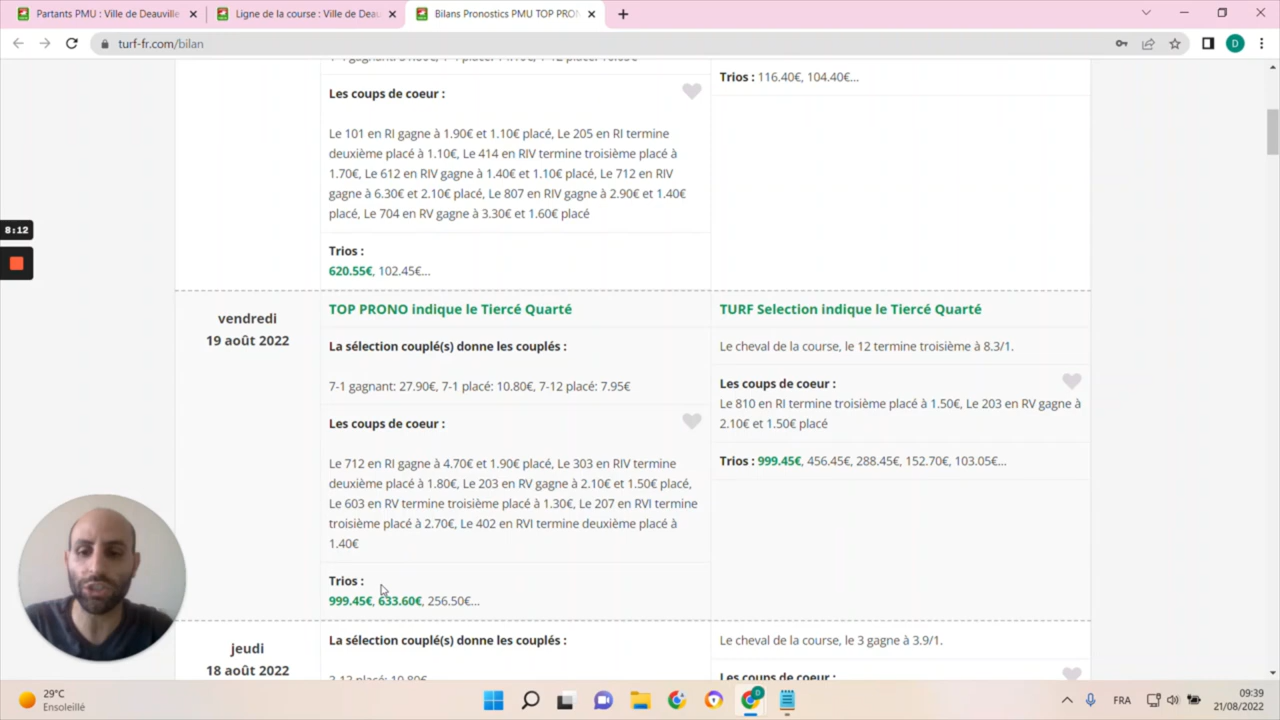 Partants PMU : Ville de Deauville
Ligne de la course : Ville de Deau
Bilans Pronostics PMU TOP PRON
turf-fr.com/bilan
D
Les coups de coeur :
Le 101 en RI gagne à 1.90€ et 1.10€ placé, Le 205 en RI termine
deuxième placé à 1.10€, Le 414 en RIV termine troisième placé à
1.70€, Le 612 en RIV gagne à 1.40€ et 1.10€ placé, Le 712 en RIV
gagne à 6.30€ et 2.10€ placé, Le 807 en RIV gagne à 2.90€ et 1.40€
placé, Le 704 en RV gagne à 3.30€ et 1.60€ placé
Trios :
620.55€, 102.45€...
Trios : 116.40€, 104.40€...
8:12
vendredi
19 août 2022
TOP PRONO indique le Tiercé Quarté
La sélection couplé(s) donne les couplés :
7-1 gagnant: 27.90€, 7-1 placé: 10.80€, 7-12 placé: 7.95€
Les coups de coeur :
Le 712 en RI gagne à 4.70€ et 1.90€ placé, Le 303 en RIV termine
deuxième placé à 1.80€, Le 203 en RV gagne à 2.10€ et 1.50€ placé,
Le 603 en RV termine troisième placé à 1.30€, Le 207 en RVI termine
troisième placé à 2.70€, Le 402 en RVI termine deuxième placé à
1.40€
Trios :
999.45€, 633.60€, 256.50€...
TURF Selection indique le Tiercé Quarté
Le cheval de la course, le 12 termine troisième à 8.3/1.
Les coups de coeur :
Le 810 en RI termine troisième placé à 1.50€, Le 203 en RV gagne à
2.10€ et 1.50€ placé
Trios : 999.45€, 456.45€, 288.45€, 152.70€, 103.05€...
jeudi
18 août 2022
La sélection couplé(s) donne les couplés :
Le cheval de la course, le 3 gagne à 3.9/1.
Les coups de coeur :
29°C
Ensoleillé
D
FRA
09:39
21/08/2022